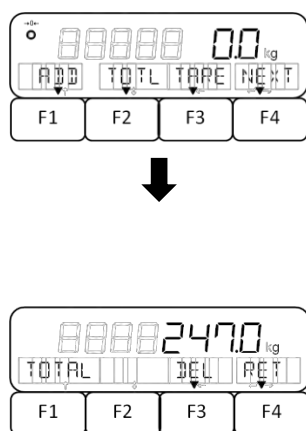 →0← 0.0 kg
ADD TOTL TARE NEXT
F1 F2 F3 F4
247.0 kg
TOTAL DEL RET
F1 F2 F3 F4